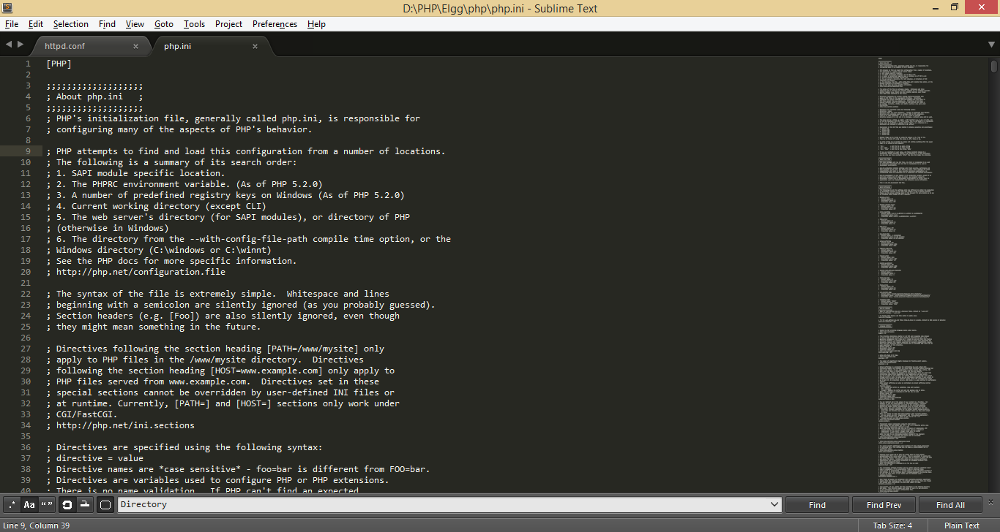 D:\PHP\Elgg\php\php.ini - Sublime Text
File Edit Selection Find View Goto Tools Project Preferences Help
httpd.conf × php.ini ×
1 [PHP]
2
3 ;;;;;;;;;;;;;;;;;;;
4 ; About php.ini   ;
5 ;;;;;;;;;;;;;;;;;;;
6 ; PHP's initialization file, generally called php.ini, is responsible for
7 ; configuring many of the aspects of PHP's behavior.
8
9 ; PHP attempts to find and load this configuration from a number of locations.
10 ; The following is a summary of its search order:
11 ; 1. SAPI module specific location.
12 ; 2. The PHPRC environment variable. (As of PHP 5.2.0)
13 ; 3. A number of predefined registry keys on Windows (As of PHP 5.2.0)
14 ; 4. Current working directory (except CLI)
15 ; 5. The web server's directory (for SAPI modules), or directory of PHP
16 ; (otherwise in Windows)
17 ; 6. The directory from the --with-config-file-path compile time option, or the
18 ; Windows directory (C:\windows or C:\winnt)
19 ; See the PHP docs for more specific information.
20 ; http://php.net/configuration.file
21
22 ; The syntax of the file is extremely simple.  Whitespace and lines
23 ; beginning with a semicolon are silently ignored (as you probably guessed).
24 ; Section headers (e.g. [Foo]) are also silently ignored, even though
25 ; they might mean something in the future.
26
27 ; Directives following the section heading [PATH=/www/mysite] only
28 ; apply to PHP files in the /www/mysite directory.  Directives
29 ; following the section heading [HOST=www.example.com] only apply to
30 ; PHP files served from www.example.com.  Directives set in these
31 ; special sections cannot be overridden by user-defined INI files or
32 ; at runtime. Currently, [PATH=] and [HOST=] sections only work under
33 ; CGI/FastCGI.
34 ; http://php.net/ini.sections
35
36 ; Directives are specified using the following syntax:
37 ; directive = value
38 ; Directive names are *case sensitive* - foo=bar is different from FOO=bar.
39 ; Directives are variables used to configure PHP or PHP extensions.
40 ; There is no name validation.  If PHP can't find an expected
.* Aa “” Directory Find Find Prev Find All
Line 9, Column 39 Tab Size: 4 Plain Text